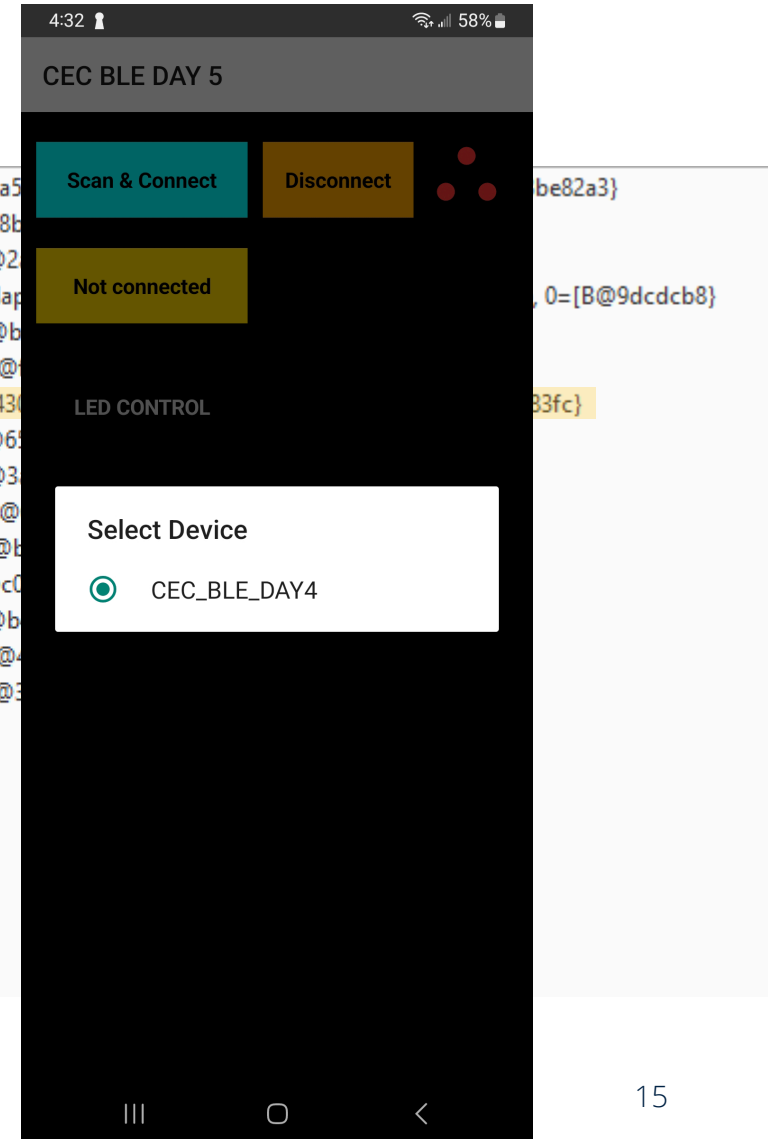 4:32 58%
CEC BLE DAY 5
Scan & Connect Disconnect
be82a3}
Not connected
, 0=[B@9dcdcb8}
LED CONTROL
83fc}
Select Device
CEC_BLE_DAY4
15